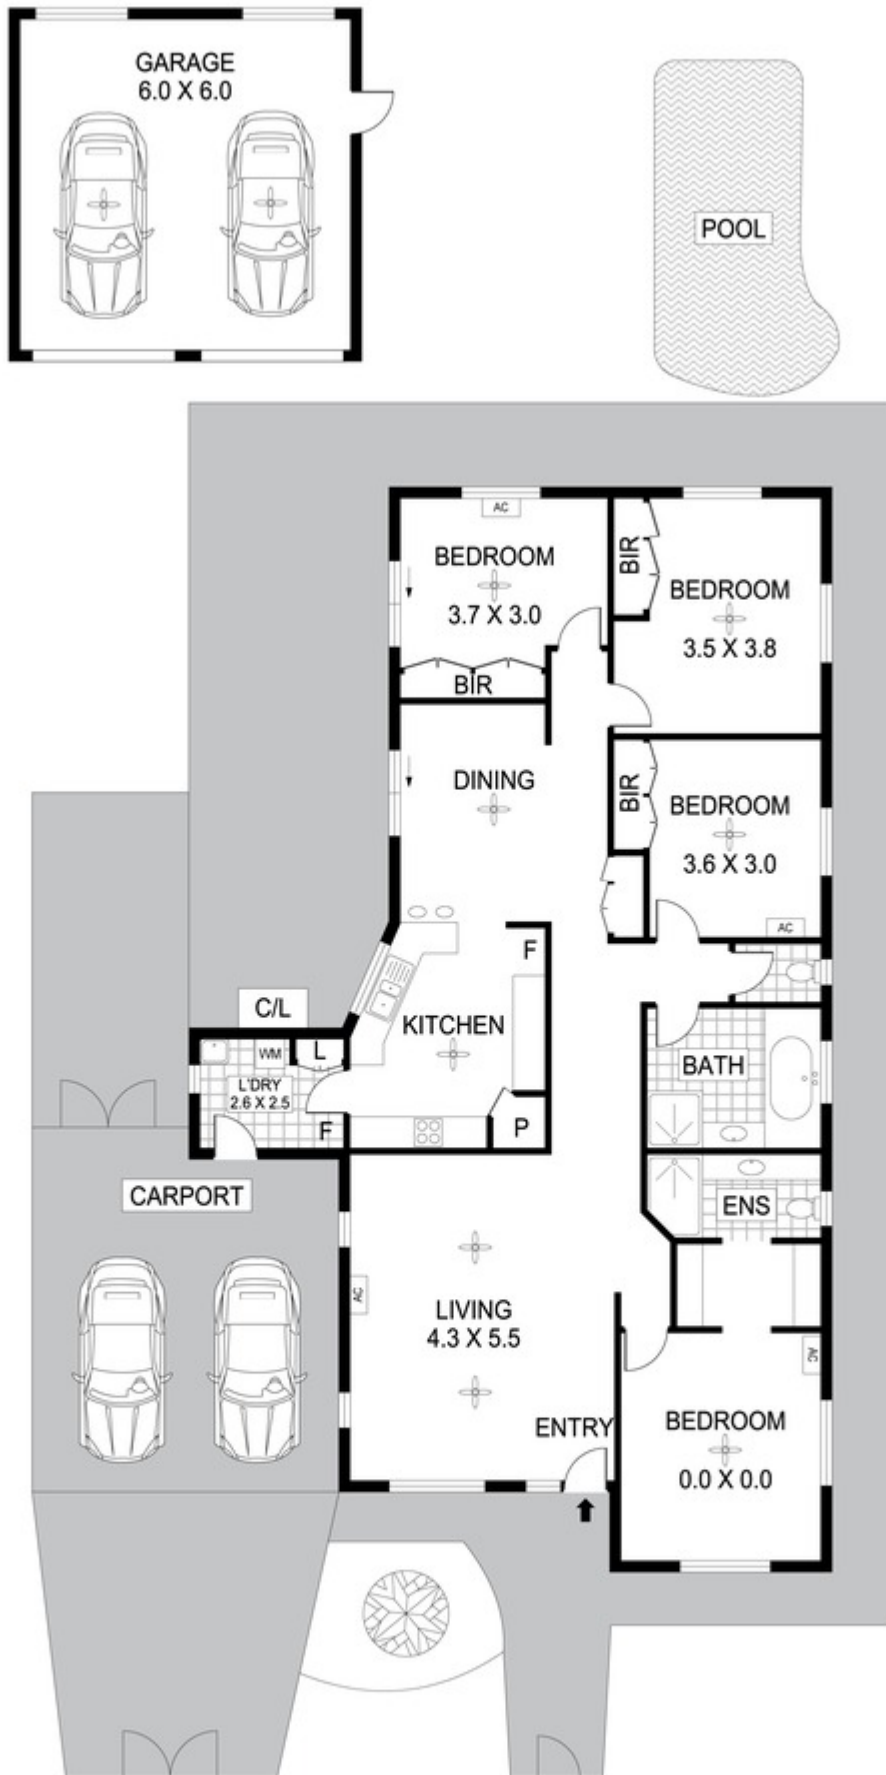 GARAGE
6.0 X 6.0
POOL
AC
BEDROOM
3.7 X 3.0
BIR
BIR
BEDROOM
3.5 X 3.8
DINING
BIR
BEDROOM
3.6 X 3.0
AC
F
C/L
KITCHEN
WM
L
L'DRY
2.6 X 2.5
F
P
BATH
CARPORT
ENS
AC
LIVING
4.3 X 5.5
AC
ENTRY
BEDROOM
0.0 X 0.0